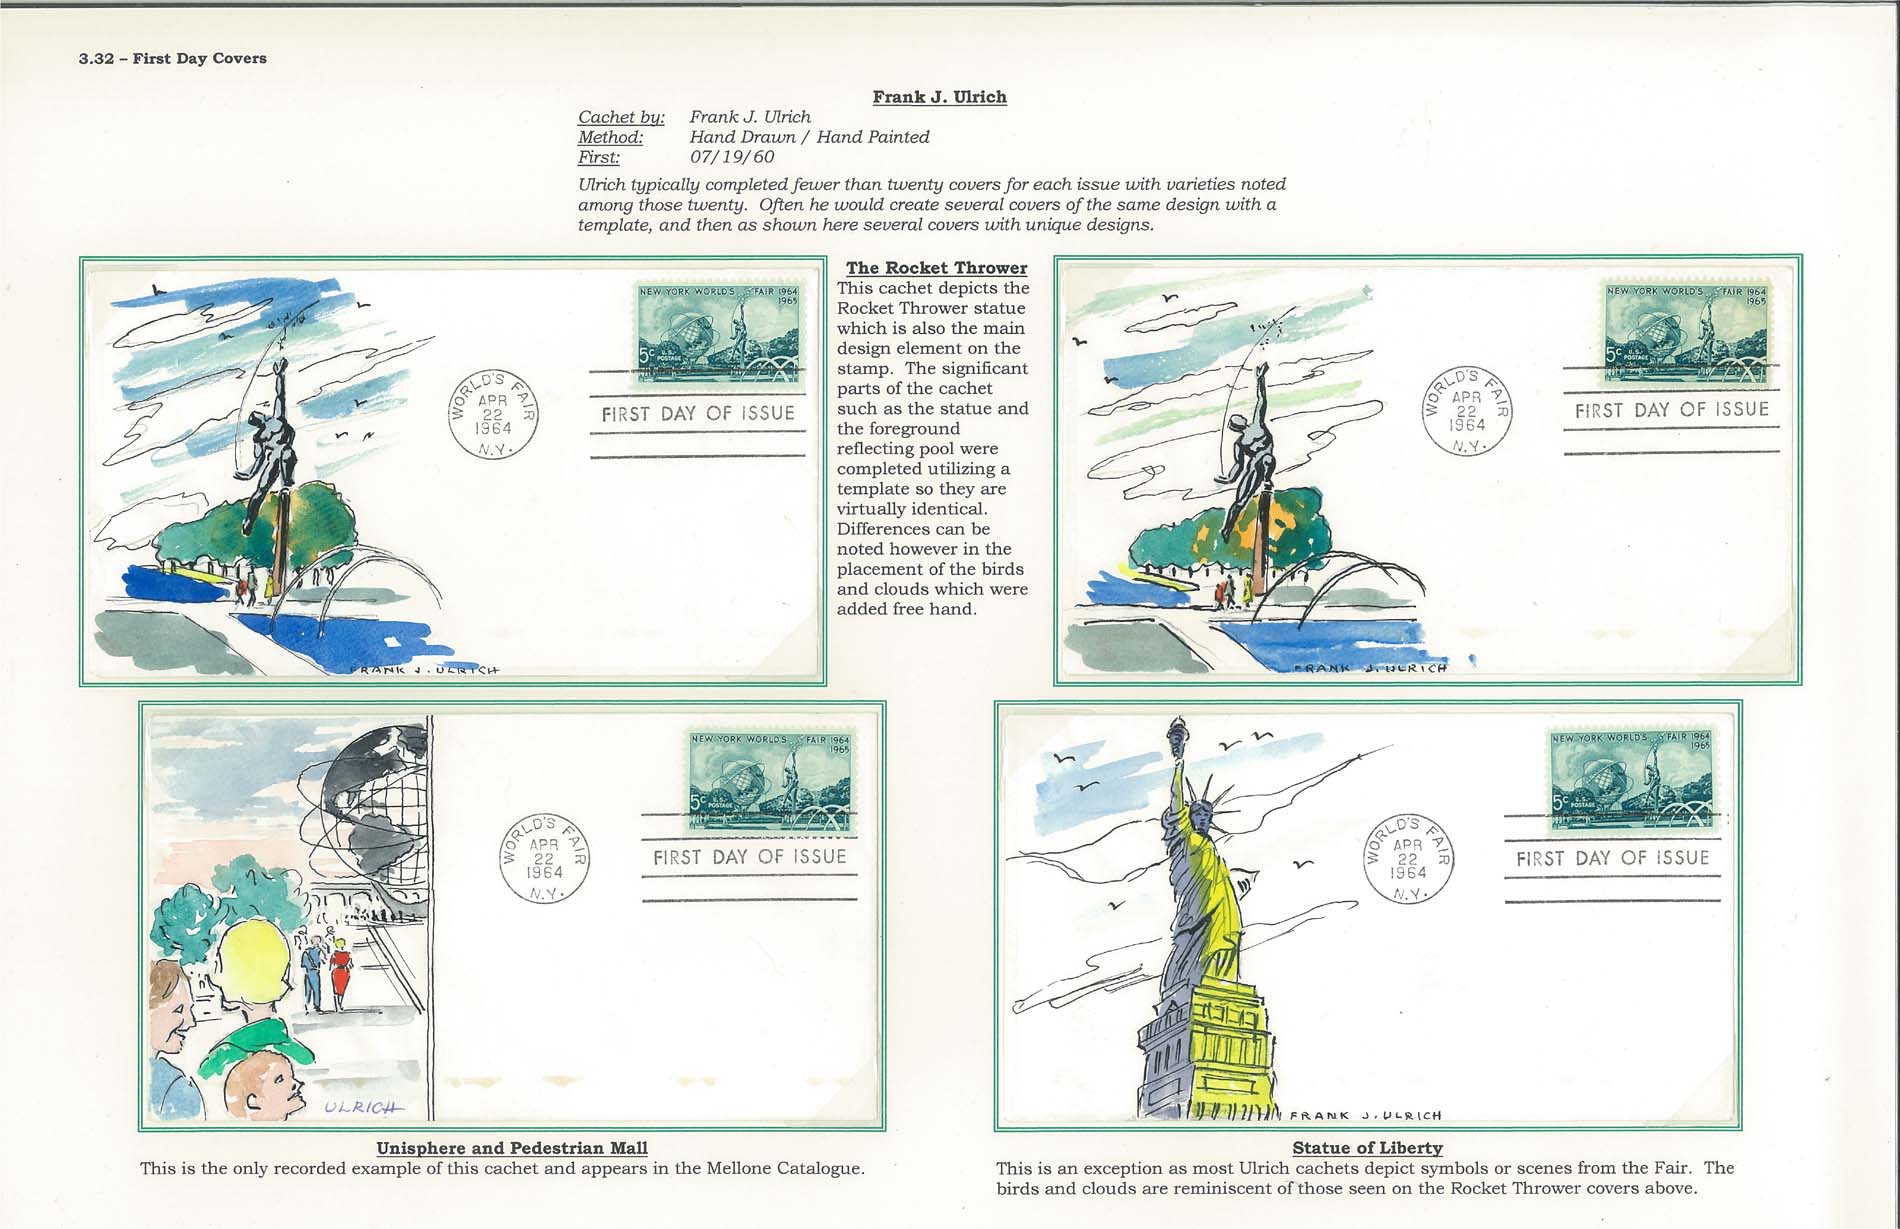 3.32 – First Day Covers
Frank J. Ulrich
Cachet by: Frank J. Ulrich
Method: Hand Drawn / Hand Painted
First: 07/19/60
Ulrich typically completed fewer than twenty covers for each issue with varieties noted
among those twenty. Often he would create several covers of the same design with a
template, and then as shown here several covers with unique designs.
NEW YORK WORLD'S FAIR 1964
1965
5c U.S. POSTAGE
WORLD'S FAIR
APR
22
1964
N.Y.
FIRST DAY OF ISSUE
FRANK J. ULRICH
The Rocket Thrower
This cachet depicts the
Rocket Thrower statue
which is also the main
design element on the
stamp. The significant
parts of the cachet
such as the statue and
the foreground
reflecting pool were
completed utilizing a
template so they are
virtually identical.
Differences can be
noted however in the
placement of the birds
and clouds which were
added free hand.
NEW YORK WORLD'S FAIR 1964
1965
5c U.S. POSTAGE
WORLD'S FAIR
APR
22
1964
N.Y.
FIRST DAY OF ISSUE
FRANK J. ULRICH
NEW YORK WORLD'S FAIR 1964
1965
5c U.S. POSTAGE
WORLD'S FAIR
APR
22
1964
N.Y.
FIRST DAY OF ISSUE
ULRICH
Unisphere and Pedestrian Mall
This is the only recorded example of this cachet and appears in the Mellone Catalogue.
NEW YORK WORLD'S FAIR 1964
1965
5c U.S. POSTAGE
WORLD'S FAIR
APR
22
1964
N.Y.
FIRST DAY OF ISSUE
FRANK J. ULRICH
Statue of Liberty
This is an exception as most Ulrich cachets depict symbols or scenes from the Fair. The
birds and clouds are reminiscent of those seen on the Rocket Thrower covers above.